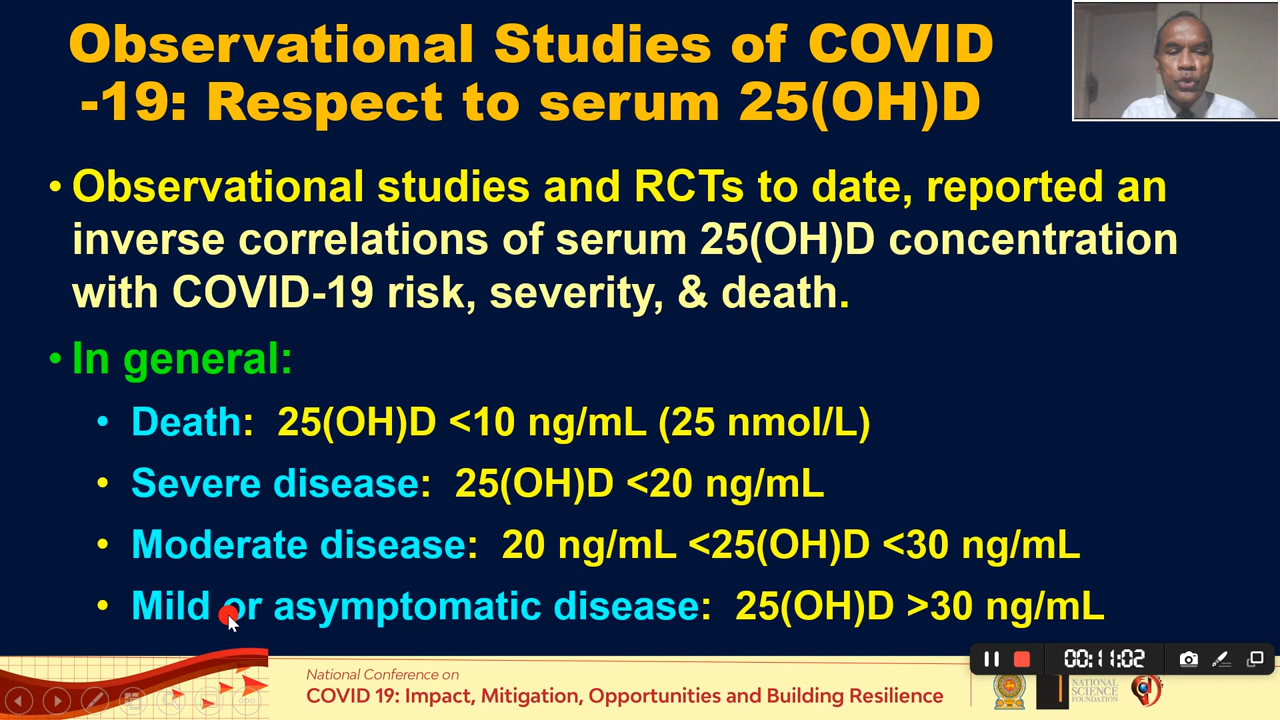 Observational Studies of COVID
-19: Respect to serum 25(OH)D
• Observational studies and RCTs to date, reported an
inverse correlations of serum 25(OH)D concentration
with COVID-19 risk, severity, & death.
• In general:
• Death: 25(OH)D <10 ng/mL (25 nmol/L)
• Severe disease: 25(OH)D <20 ng/mL
• Moderate disease: 20 ng/mL <25(OH)D <30 ng/mL
• Mild or asymptomatic disease: 25(OH)D >30 ng/mL
00:11:02
National Conference on
COVID 19: Impact, Mitigation, Opportunities and Building Resilience
NATIONAL
SCIENCE
FOUNDATION